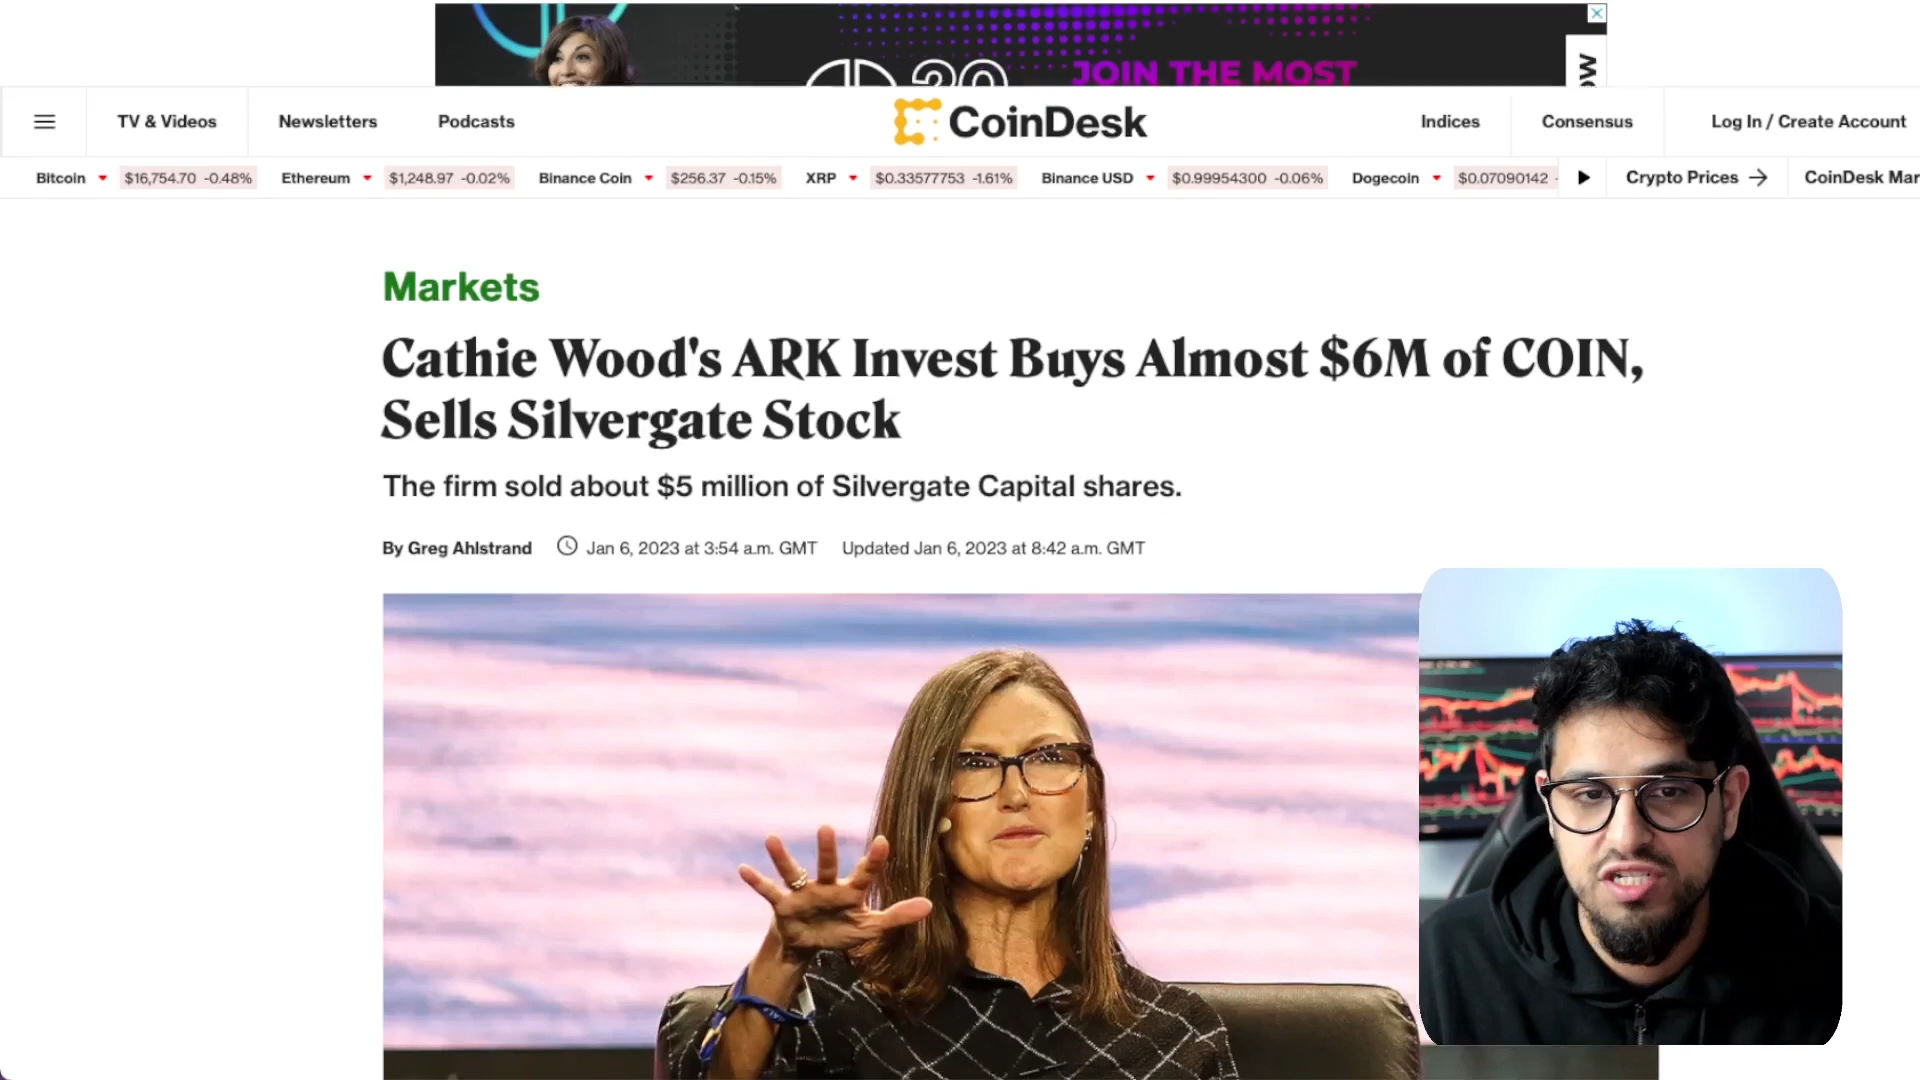 20
JOIN THE MOST
TV & Videos
Newsletters
Podcasts
CoinDesk
Indices
Consensus
Log In / Create Account
Bitcoin $16,754.70 -0.48% Ethereum $1,248.97 -0.02% Binance Coin $256.37 -0.15% XRP $0.33577753 -1.61% Binance USD $0.99954300 -0.06% Dogecoin $0.07090142 - Crypto Prices → CoinDesk Mar
Markets
Cathie Wood's ARK Invest Buys Almost $6M of COIN,
Sells Silvergate Stock
The firm sold about $5 million of Silvergate Capital shares.
By Greg Ahlstrand Jan 6, 2023 at 3:54 a.m. GMT Updated Jan 6, 2023 at 8:42 a.m. GMT